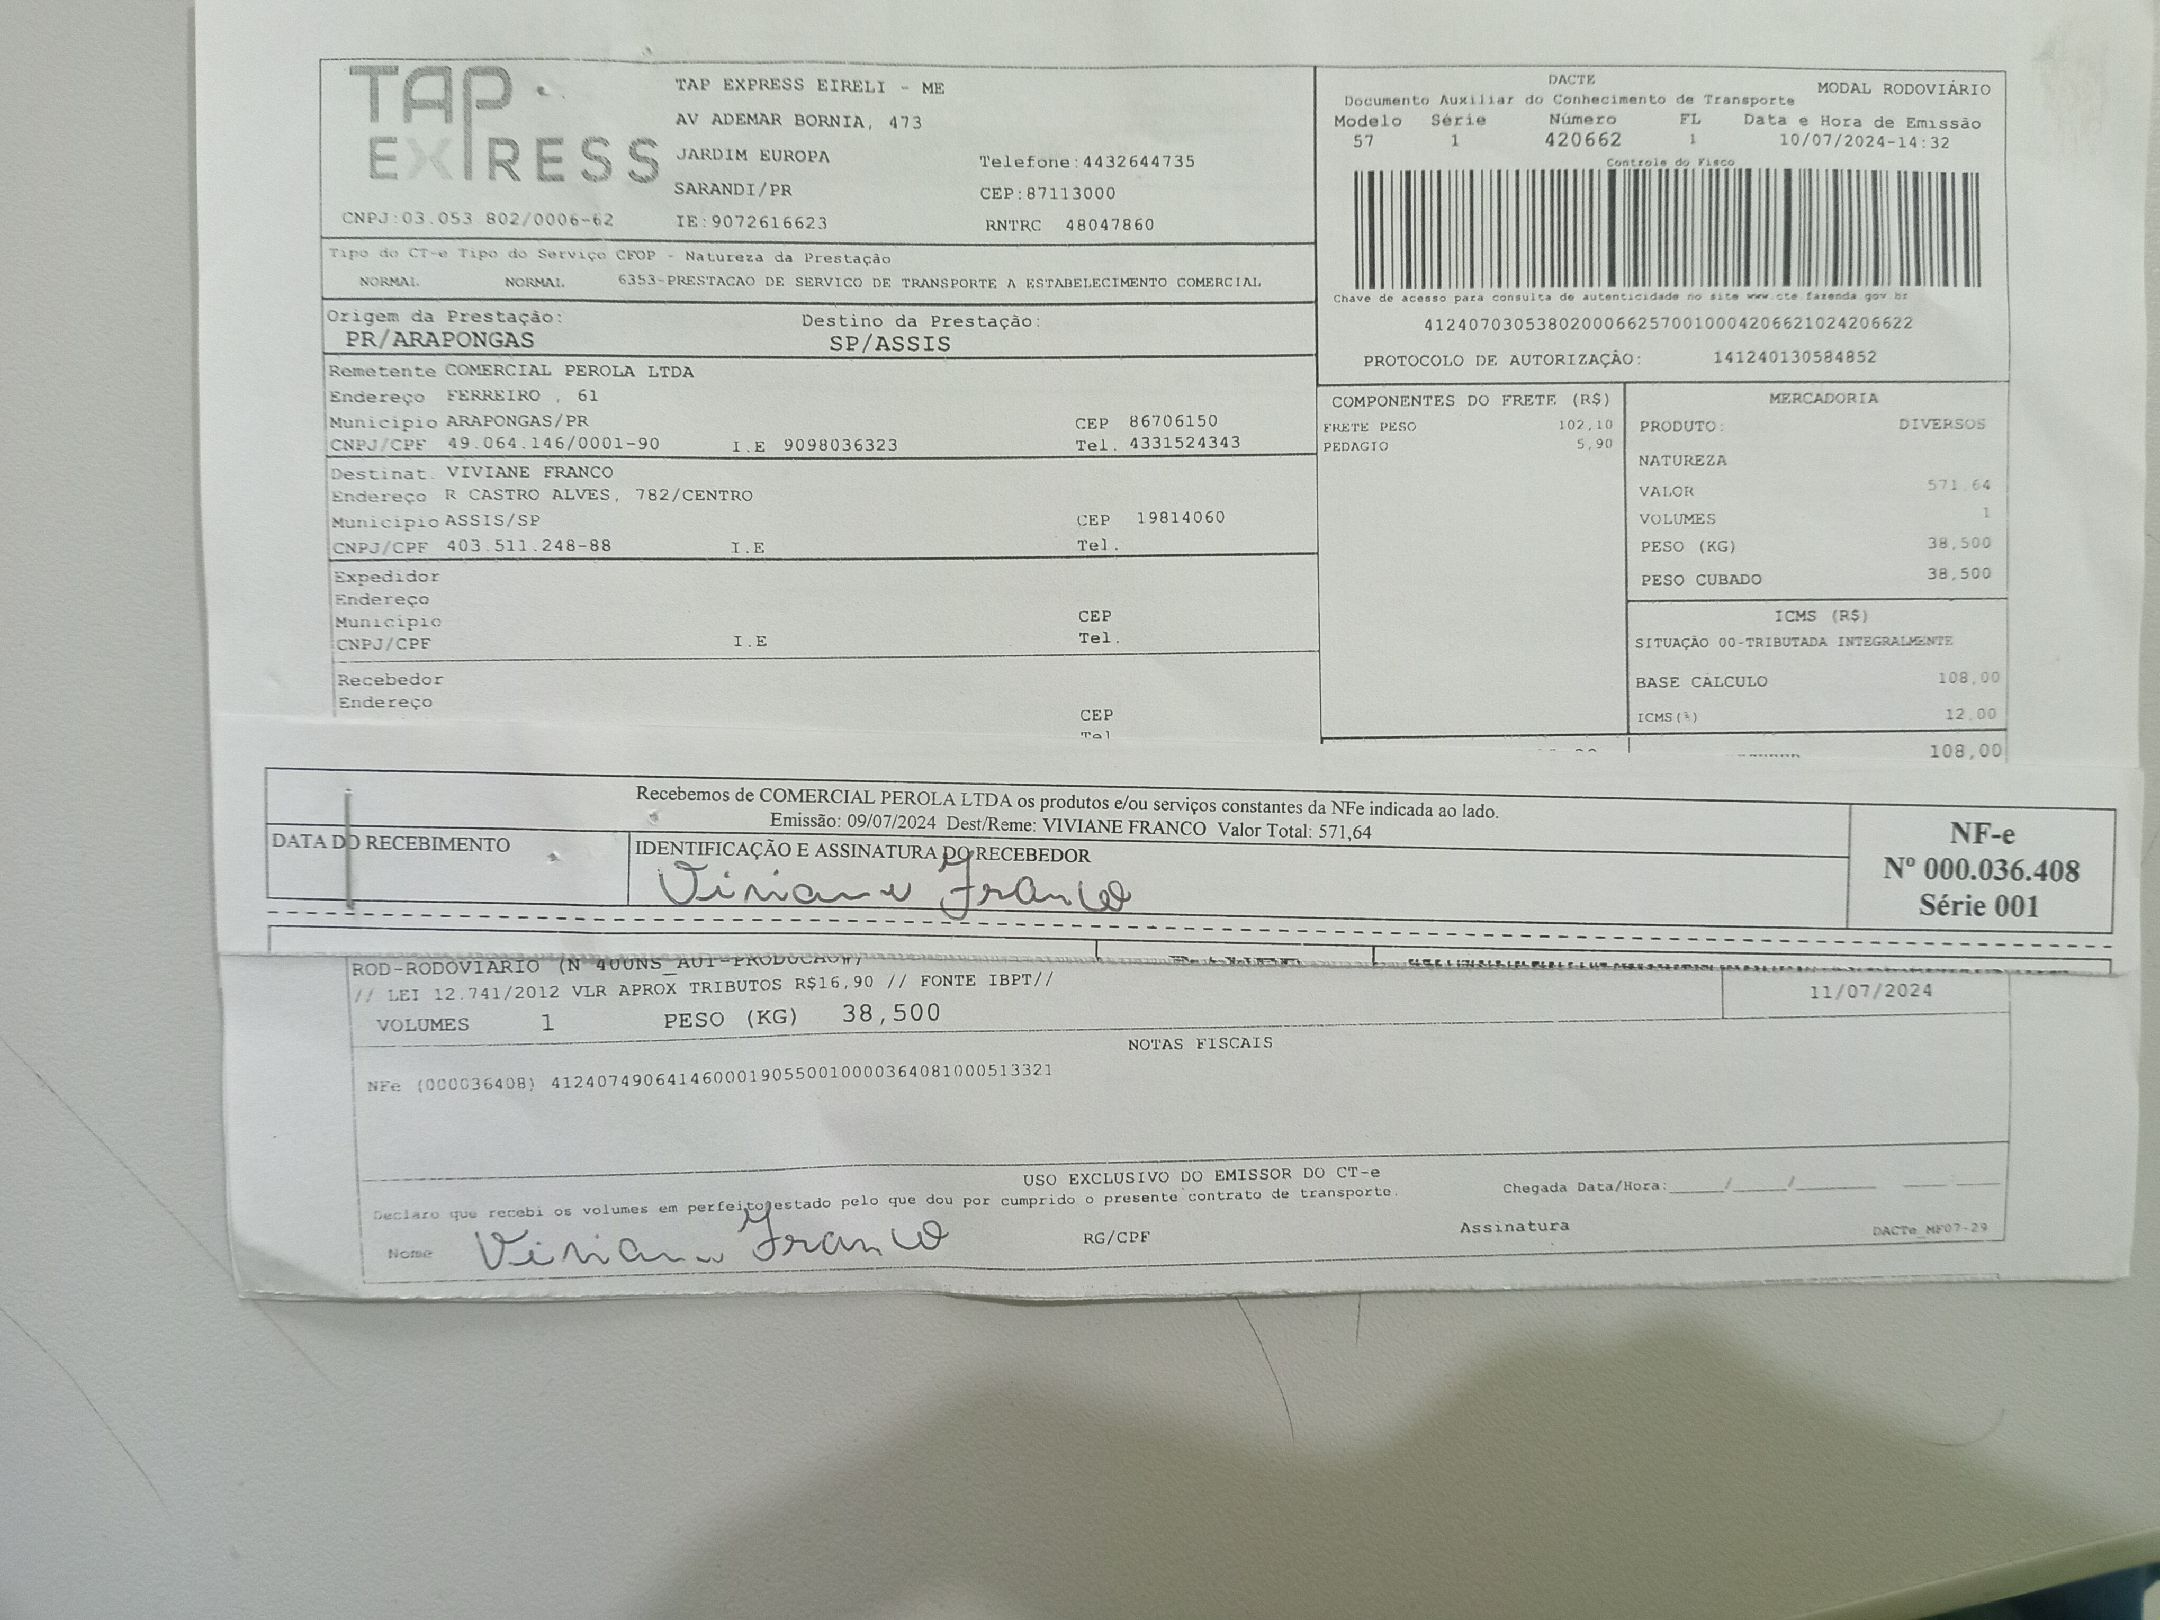 TAP EXPRESS
TAP EXPRESS EIRELI - ME
AV ADEMAR BORNIA, 473
JARDIM EUROPA Telefone:4432644735
SARANDI/PR CEP:87113000
CNPJ:03.053 802/0006-62 IE:9072616623 RNTRC 48047860
DACTE MODAL RODOVIÁRIO
Documento Auxiliar do Conhecimento de Transporte
Modelo Série Número FL Data e Hora de Emissão
57 1 420662 1 10/07/2024-14:32
Controle do Fisco
Chave de acesso para consulta de autenticidade no site www.cte.fazenda.gov.br
41240703053802000662570010004206621024206622
PROTOCOLO DE AUTORIZAÇÃO: 141240130584852
Tipo do CT-e Tipo do Serviço CFOP - Natureza da Prestação
NORMAL NORMAL 6353-PRESTACAO DE SERVICO DE TRANSPORTE A ESTABELECIMENTO COMERCIAL
Origem da Prestação: Destino da Prestação:
PR/ARAPONGAS SP/ASSIS
Remetente COMERCIAL PEROLA LTDA
Endereço FERREIRO , 61
Município ARAPONGAS/PR CEP 86706150
CNPJ/CPF 49.064.146/0001-90 I.E 9098036323 Tel. 4331524343
Destinat. VIVIANE FRANCO
Endereço R CASTRO ALVES, 782/CENTRO
Município ASSIS/SP CEP 19814060
CNPJ/CPF 403.511.248-88 I.E Tel.
Expedidor
Endereço
Município CEP
CNPJ/CPF I.E Tel.
Recebedor
Endereço
CEP
Tel
COMPONENTES DO FRETE (R$)
FRETE PESO 102,10
PEDAGIO 5,90
MERCADORIA
PRODUTO: DIVERSOS
NATUREZA
VALOR 571.64
VOLUMES 1
PESO (KG) 38,500
PESO CUBADO 38,500
ICMS (R$)
SITUAÇÃO 00-TRIBUTADA INTEGRALMENTE
BASE CÁLCULO 108,00
ICMS(%) 12,00
108,00
Recebemos de COMERCIAL PEROLA LTDA os produtos e/ou serviços constantes da NFe indicada ao lado.
Emissão: 09/07/2024 Dest/Reme: VIVIANE FRANCO Valor Total: 571,64
DATA DO RECEBIMENTO IDENTIFICAÇÃO E ASSINATURA DO RECEBEDOR
Viviane Franco
NF-e
Nº 000.036.408
Série 001
ROD-RODOVIARIO
// LEI 12.741/2012 VLR APROX TRIBUTOS R$16,90 // FONTE IBPT//
11/07/2024
VOLUMES 1 PESO (KG) 38,500
NOTAS FISCAIS
NFe (000036408) 41240749064146000190550010000364081000513321
USO EXCLUSIVO DO EMISSOR DO CT-e
Declaro que recebi os volumes em perfeito estado pelo que dou por cumprido o presente contrato de transporte. Chegada Data/Hora:____/____/______ ____:____
Nome Viviane Franco RG/CPF Assinatura DACTe_MF07-29